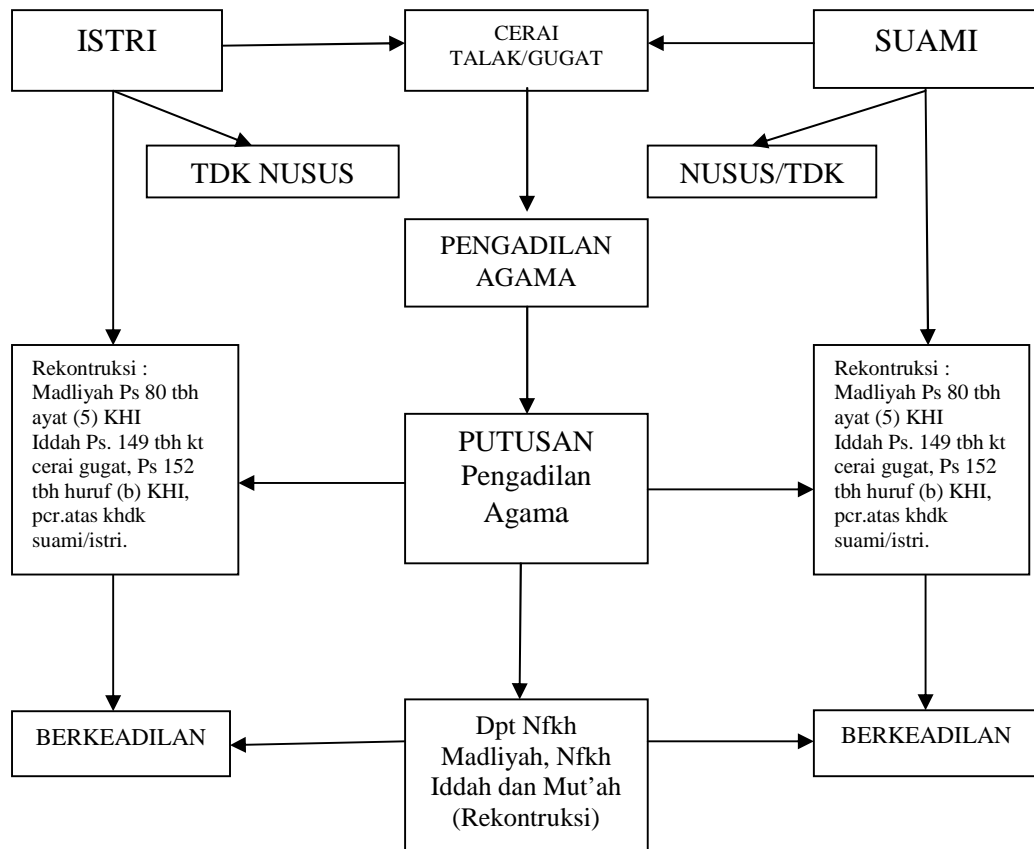 ISTRI
CERAI
TALAK/GUGAT
SUAMI
TDK NUSUS
NUSUS/TDK
PENGADILAN
AGAMA
Rekontruksi :
Madliyah Ps 80 tbh
ayat (5) KHI
Iddah Ps. 149 tbh kt
cerai gugat, Ps 152
tbh huruf (b) KHI,
pcr.atas khdk
suami/istri.
PUTUSAN
Pengadilan
Agama
Rekontruksi :
Madliyah Ps 80 tbh
ayat (5) KHI
Iddah Ps. 149 tbh kt
cerai gugat, Ps 152
tbh huruf (b) KHI,
pcr.atas khdk
suami/istri.
BERKEADILAN
Dpt Nfkh
Madliyah, Nfkh
Iddah dan Mut’ah
(Rekontruksi)
BERKEADILAN